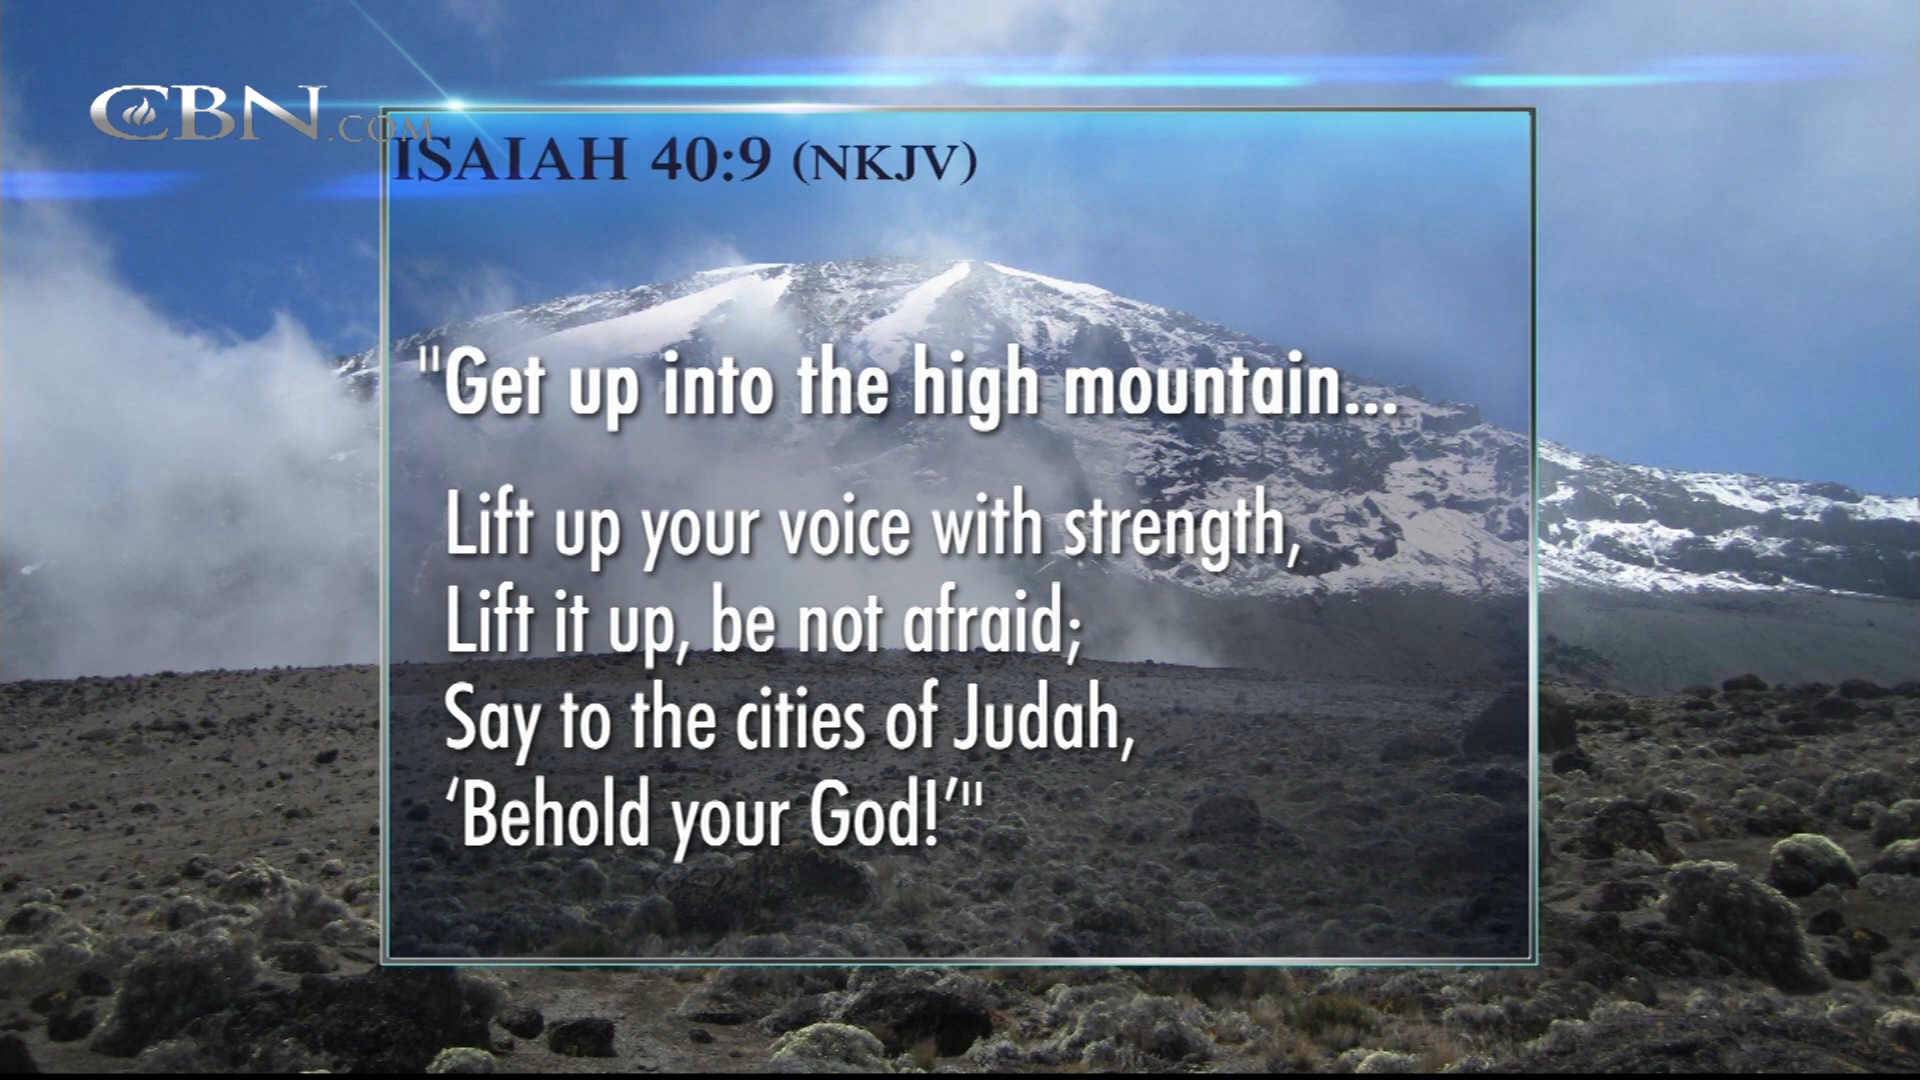 CBN.COM
ISAIAH 40:9 (NKJV)
"Get up into the high mountain...
Lift up your voice with strength,
Lift it up, be not afraid;
Say to the cities of Judah,
‘Behold your God!’"